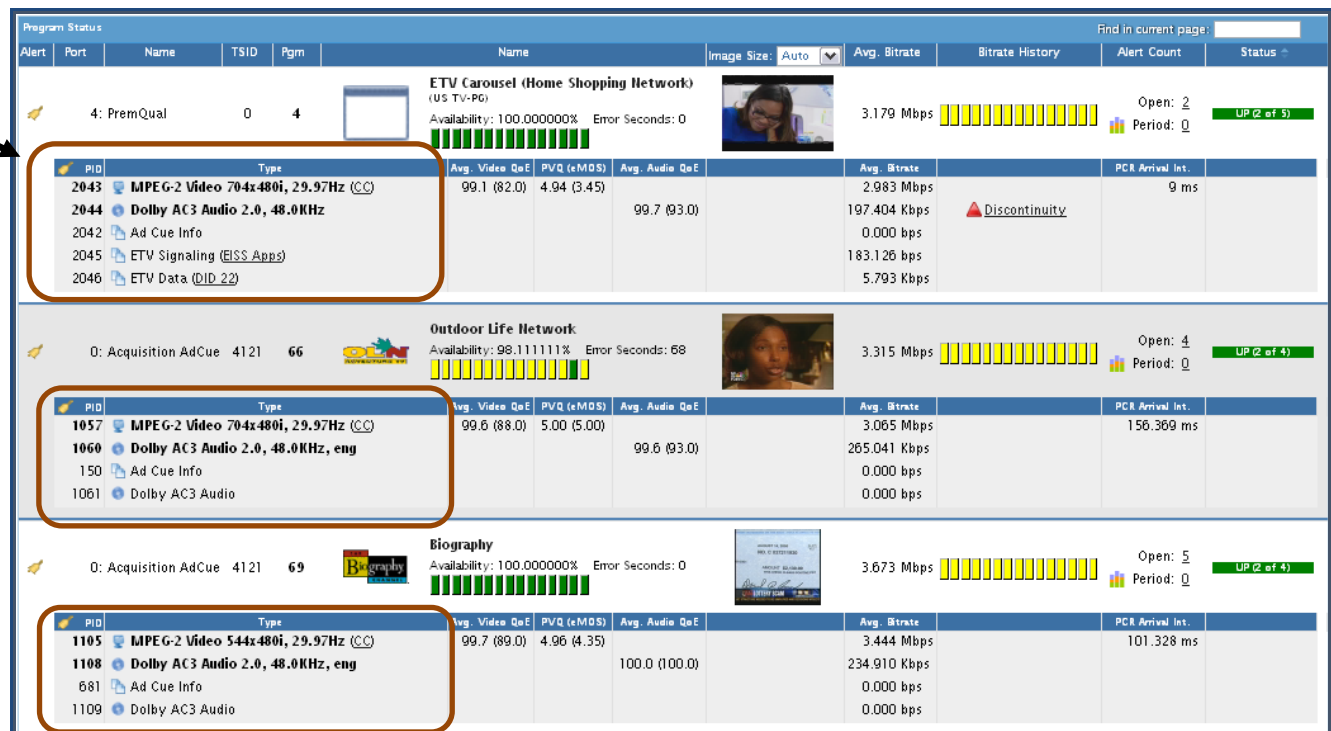 Program Status Find in current page:
Alert Port Name TSID Pgm Name Image Size: Auto Avg. Bitrate Bitrate History Alert Count Status
ETV Carousel (Home Shopping Network)
(US TV-PG)
4: PremQual 0 4 Availability: 100.000000% Error Seconds: 0 3.179 Mbps Open: 2 UP (2 of 5)
Period: 0
PID Type Avg. Video QoE PVQ (eMOS) Avg. Audio QoE Avg. Bitrate PCR Arrival Int.
2043 MPEG-2 Video 704x480i, 29.97Hz (CC) 99.1 (82.0) 4.94 (3.45) 2.983 Mbps 9 ms
2044 Dolby AC3 Audio 2.0, 48.0KHz 99.7 (93.0) 197.404 Kbps Discontinuity
2042 Ad Cue Info 0.000 bps
2045 ETV Signaling (EISS Apps) 183.126 bps
2046 ETV Data (DID 22) 5.793 Kbps
Outdoor Life Network
0: Acquisition AdCue 4121 66 OLN Availability: 98.111111% Error Seconds: 68 3.315 Mbps Open: 4 UP (2 of 4)
Period: 0
PID Type Avg. Video QoE PVQ (eMOS) Avg. Audio QoE Avg. Bitrate PCR Arrival Int.
1057 MPEG-2 Video 704x480i, 29.97Hz (CC) 99.6 (88.0) 5.00 (5.00) 3.065 Mbps 156.369 ms
1060 Dolby AC3 Audio 2.0, 48.0KHz, eng 99.6 (93.0) 265.041 Kbps
150 Ad Cue Info 0.000 bps
1061 Dolby AC3 Audio 0.000 bps
Biography
0: Acquisition AdCue 4121 69 Biography Availability: 100.000000% Error Seconds: 0 3.673 Mbps Open: 5 UP (2 of 4)
Period: 0
PID Type Avg. Video QoE PVQ (eMOS) Avg. Audio QoE Avg. Bitrate PCR Arrival Int.
1105 MPEG-2 Video 544x480i, 29.97Hz (CC) 99.7 (89.0) 4.96 (4.35) 3.444 Mbps 101.328 ms
1108 Dolby AC3 Audio 2.0, 48.0KHz, eng 100.0 (100.0) 234.910 Kbps
681 Ad Cue Info 0.000 bps
1109 Dolby AC3 Audio 0.000 bps